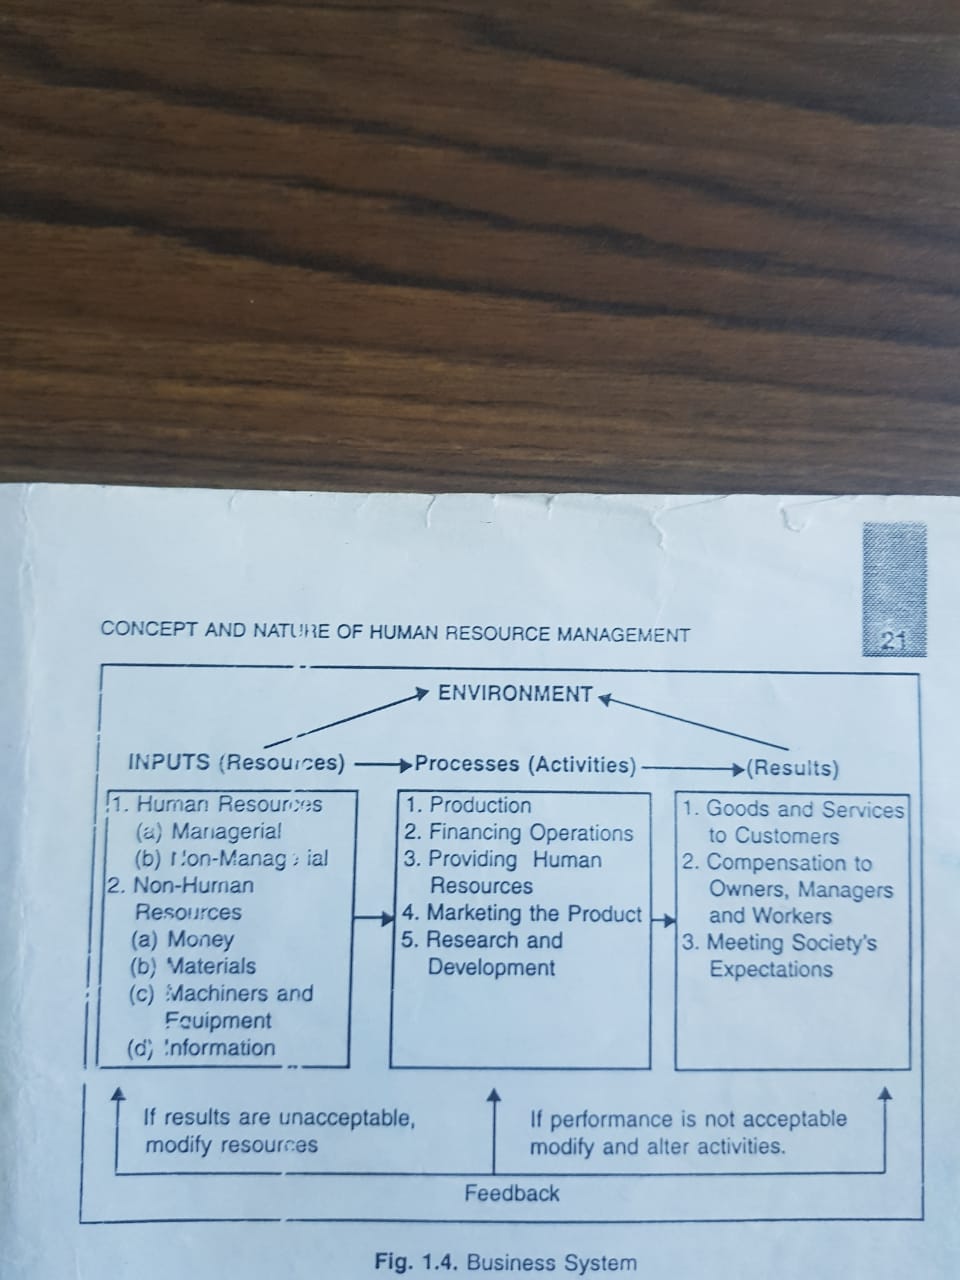 CONCEPT AND NATURE OF HUMAN RESOURCE MANAGEMENT
21
ENVIRONMENT
INPUTS (Resources)
Processes (Activities)
(Results)
1. Human Resources
(a) Managerial
(b) Non-Managerial
2. Non-Human
Resources
(a) Money
(b) Materials
(c) Machiners and
Equipment
(d) Information
1. Production
2. Financing Operations
3. Providing Human
Resources
4. Marketing the Product
5. Research and
Development
1. Goods and Services
to Customers
2. Compensation to
Owners, Managers
and Workers
3. Meeting Society's
Expectations
If results are unacceptable,
modify resources
If performance is not acceptable
modify and alter activities.
Feedback
Fig. 1.4. Business System